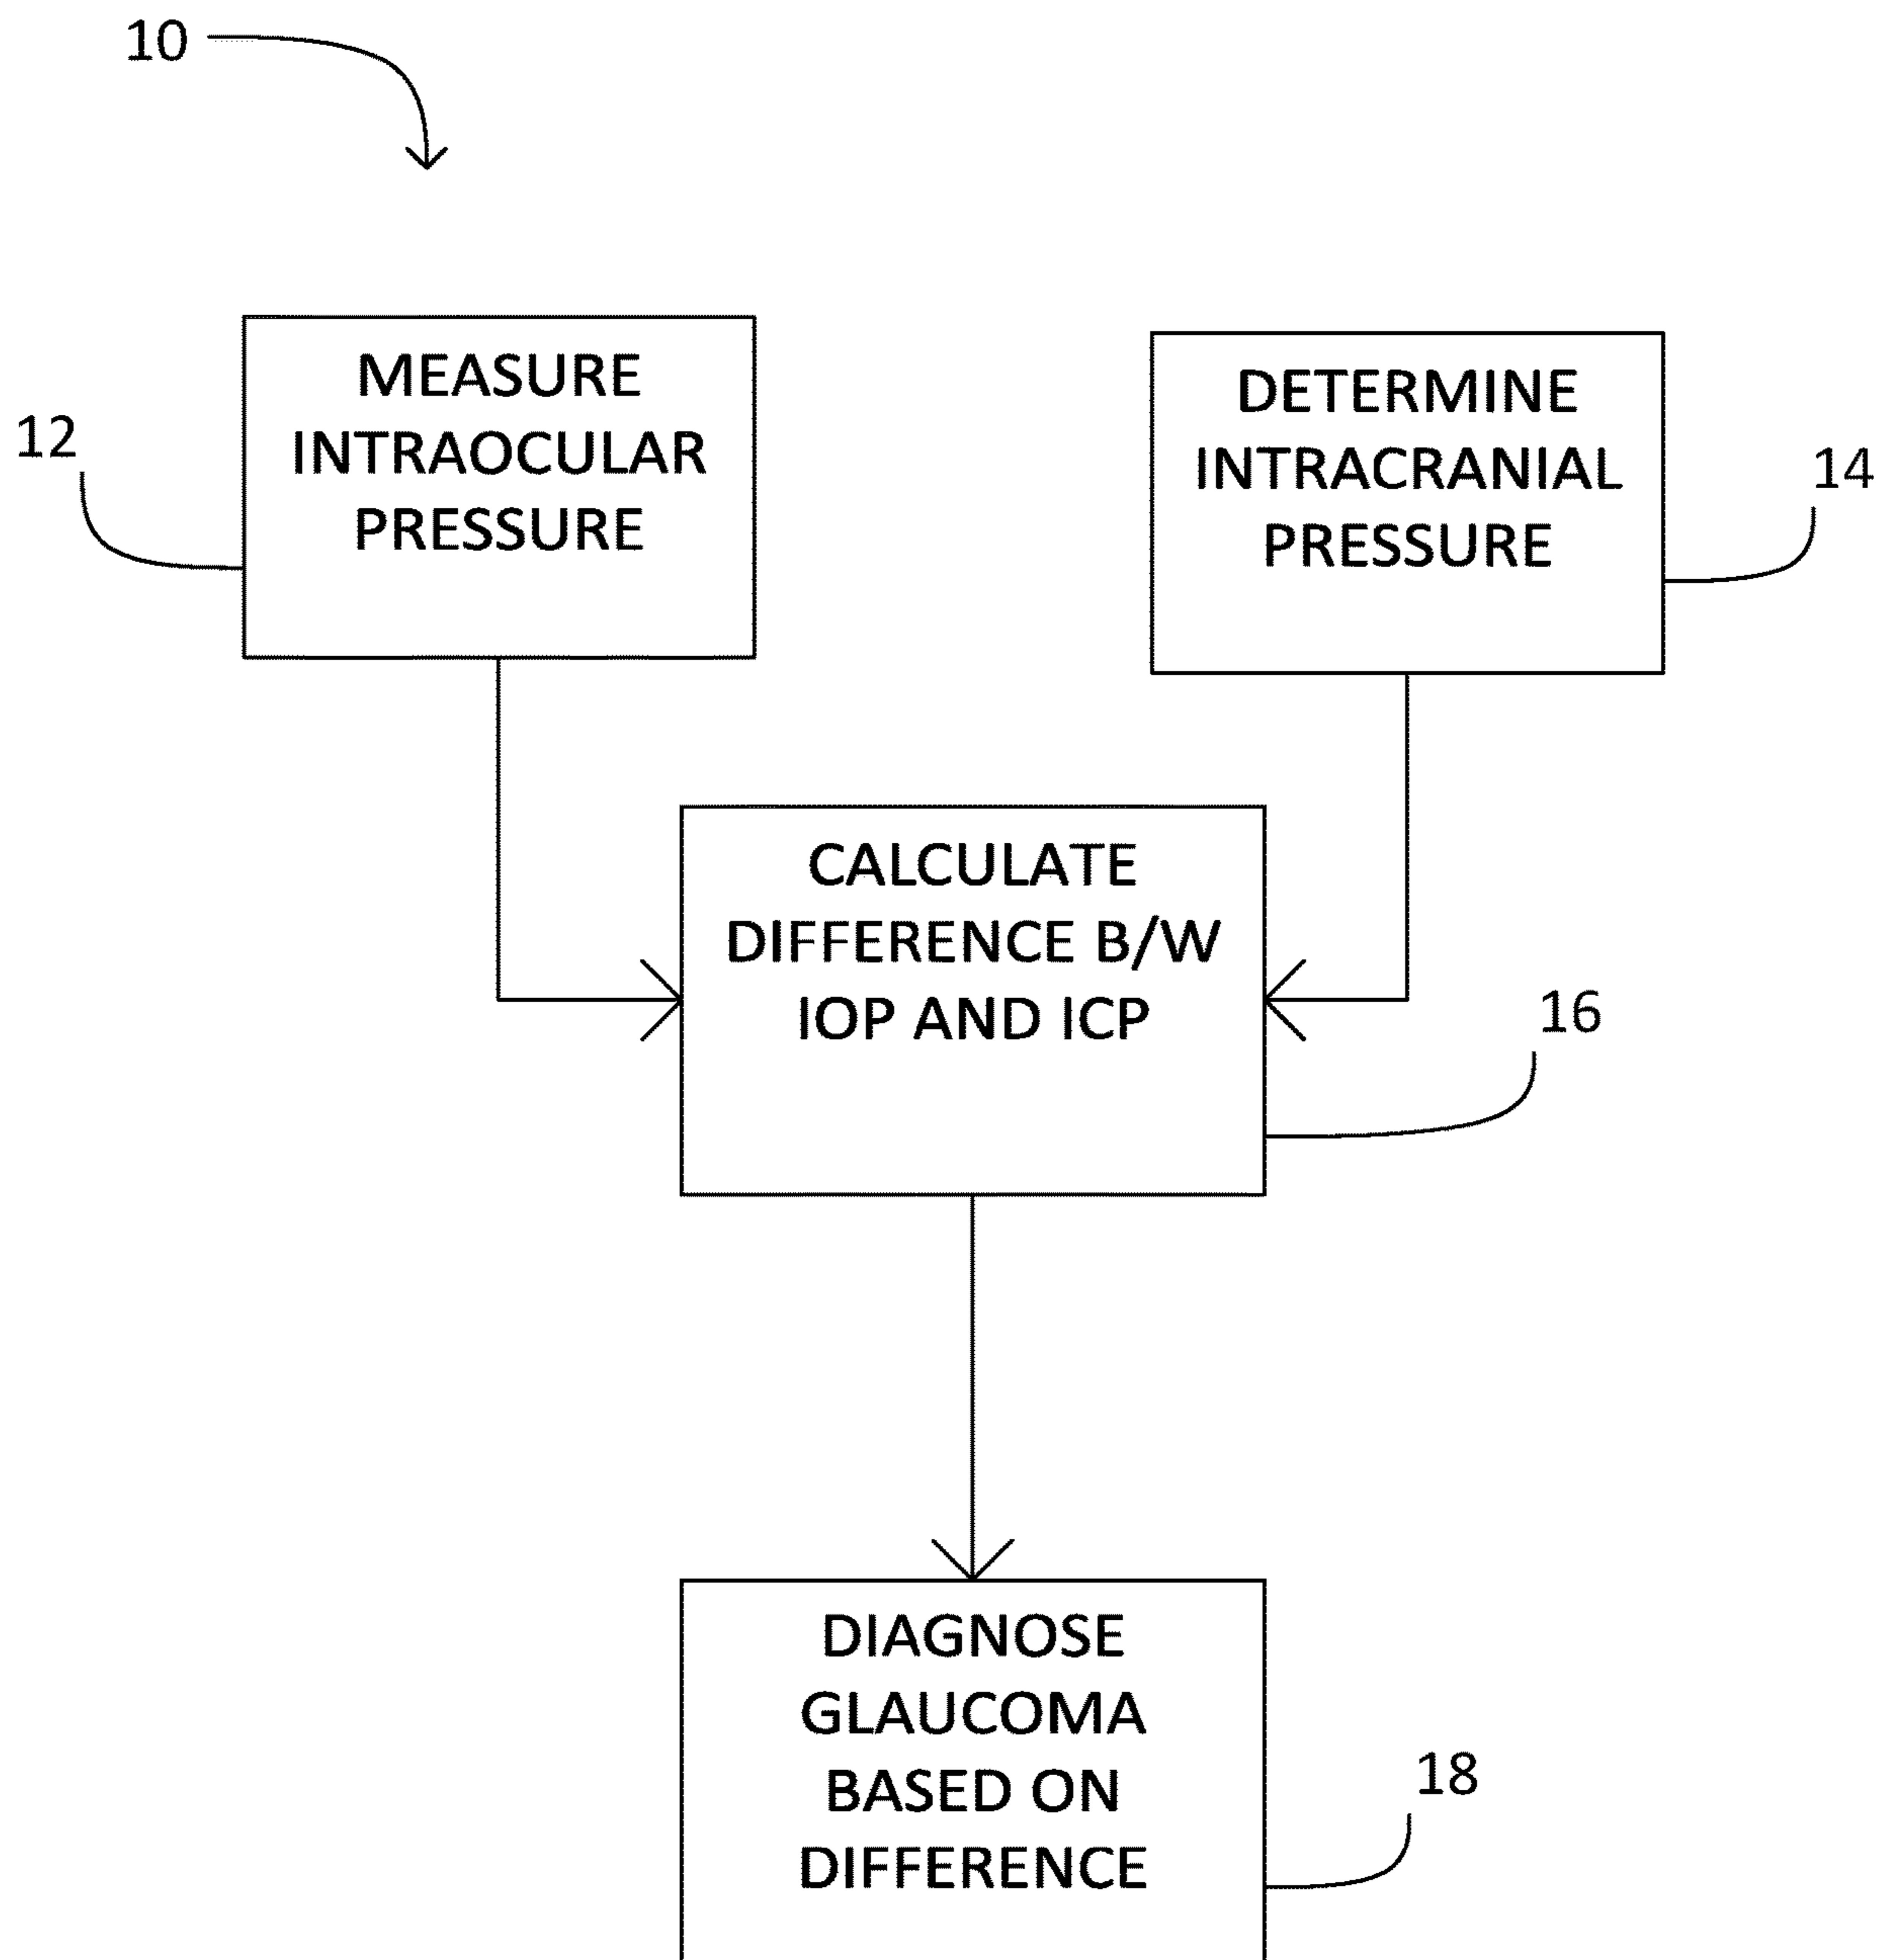 10
MEASURE
INTRAOCULAR
PRESSURE
12
DETERMINE
INTRACRANIAL
PRESSURE
14
CALCULATE
DIFFERENCE B/W
IOP AND ICP
16
DIAGNOSE
GLAUCOMA
BASED ON
DIFFERENCE
18